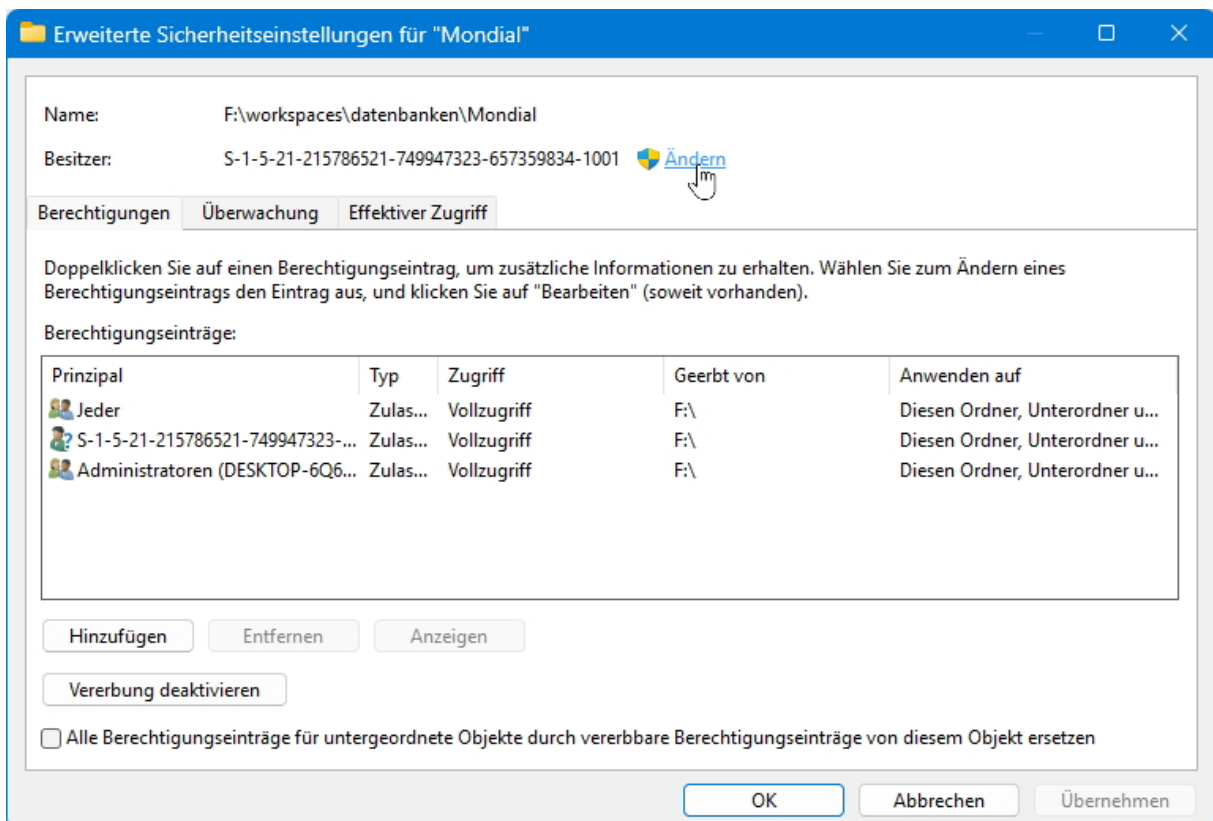 Erweiterte Sicherheitseinstellungen für "Mondial"
Name: F:\workspaces\datenbanken\Mondial
Besitzer: S-1-5-21-215786521-749947323-657359834-1001 Ändern
Berechtigungen Überwachung Effektiver Zugriff
Doppelklicken Sie auf einen Berechtigungseintrag, um zusätzliche Informationen zu erhalten. Wählen Sie zum Ändern eines
Berechtigungseintrags den Eintrag aus, und klicken Sie auf "Bearbeiten" (soweit vorhanden).
Berechtigungseinträge:
Prinzipal Typ Zugriff Geerbt von Anwenden auf
Jeder Zulas... Vollzugriff F:\ Diesen Ordner, Unterordner u...
S-1-5-21-215786521-749947323-... Zulas... Vollzugriff F:\ Diesen Ordner, Unterordner u...
Administratoren (DESKTOP-6Q6... Zulas... Vollzugriff F:\ Diesen Ordner, Unterordner u...
Hinzufügen Entfernen Anzeigen
Vererbung deaktivieren
Alle Berechtigungseinträge für untergeordnete Objekte durch vererbbare Berechtigungseinträge von diesem Objekt ersetzen
OK Abbrechen Übernehmen